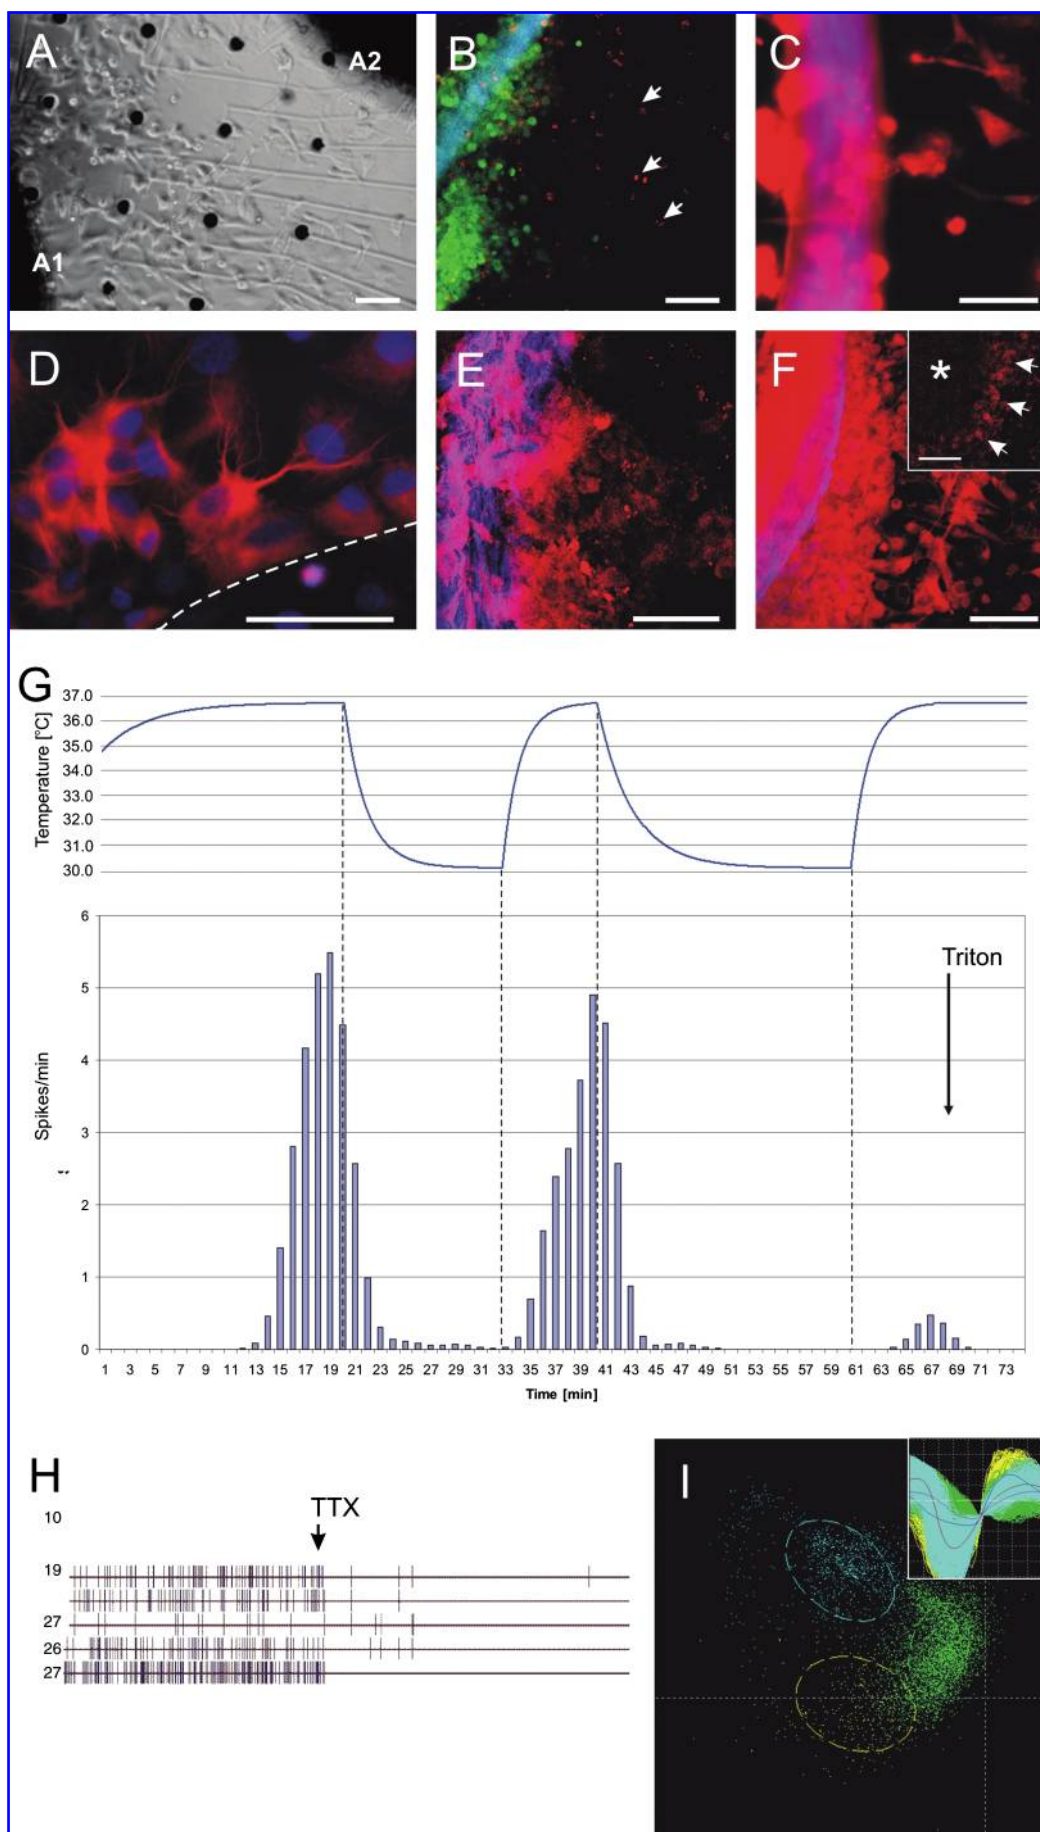 A
A2
A1
B
C
D
E
F
*
G
Temperature [°C]
37.0
36.0
35.0
34.0
33.0
32.0
31.0
30.0
Spikes/min
6
5
4
3
2
1
0
Triton
1 3 5 7 9 11 13 15 17 19 21 23 25 27 29 31 33 35 37 39 41 43 45 47 49 51 53 55 57 59 61 63 65 67 69 71 73
Time [min]
H
TTX
10
19
27
26
27
I